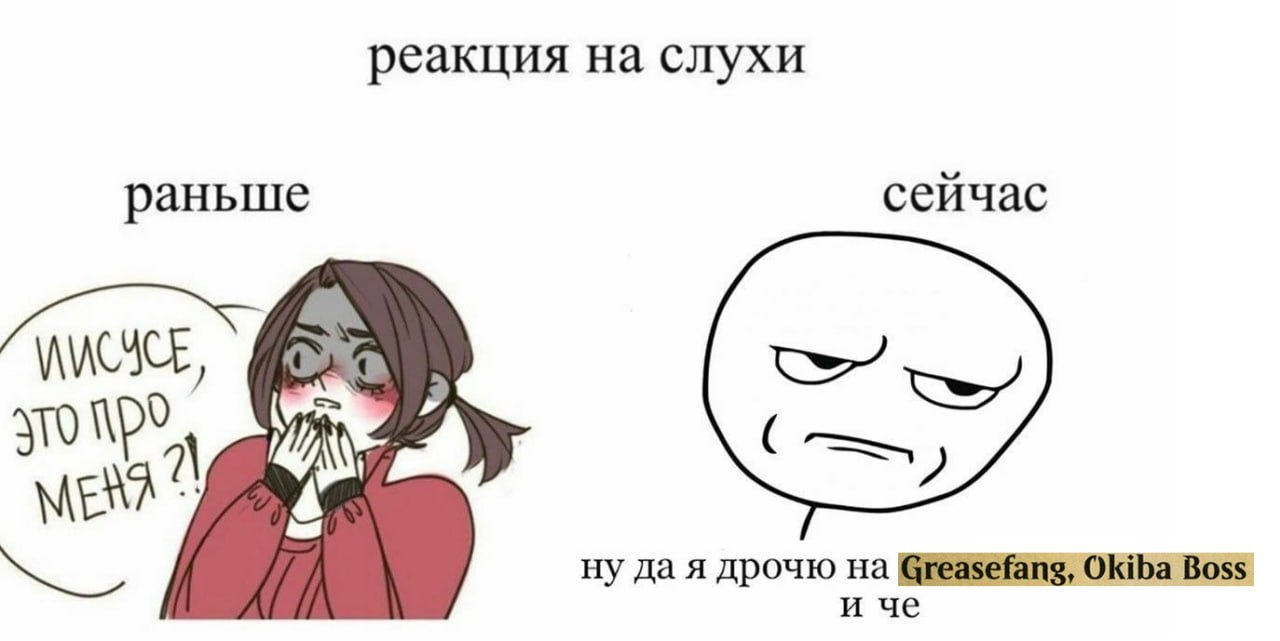 реакция на слухи
раньше
сейчас
ИИСУСЕ,
ЭТО ПРО
МЕНЯ?!
ну да я дрочю на Greasefang, Okiba Boss
и че